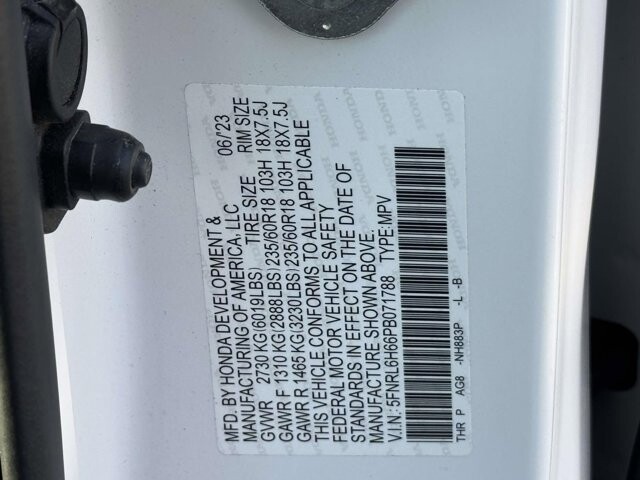 MFD. BY HONDA DEVELOPMENT & 06/'23
MANUFACTURING OF AMERICA, LLC
TIRE SIZE RIM SIZE
GVWR 2730 KG(6019LBS)
GAWR F 1310 KG(2888LBS)235/60R18 103H 18X7.5J
GAWR R 1465 KG(3230LBS)235/60R18 103H 18X7.5J
THIS VEHICLE CONFORMS TO ALL APPLICABLE
FEDERAL MOTOR VEHICLE SAFETY
STANDARDS IN EFFECT ON THE DATE OF
MANUFACTURE SHOWN ABOVE.
V.I.N.:5FNRL6H66PB071788 TYPE:MPV
THR P AG8 -NH883P -L -B